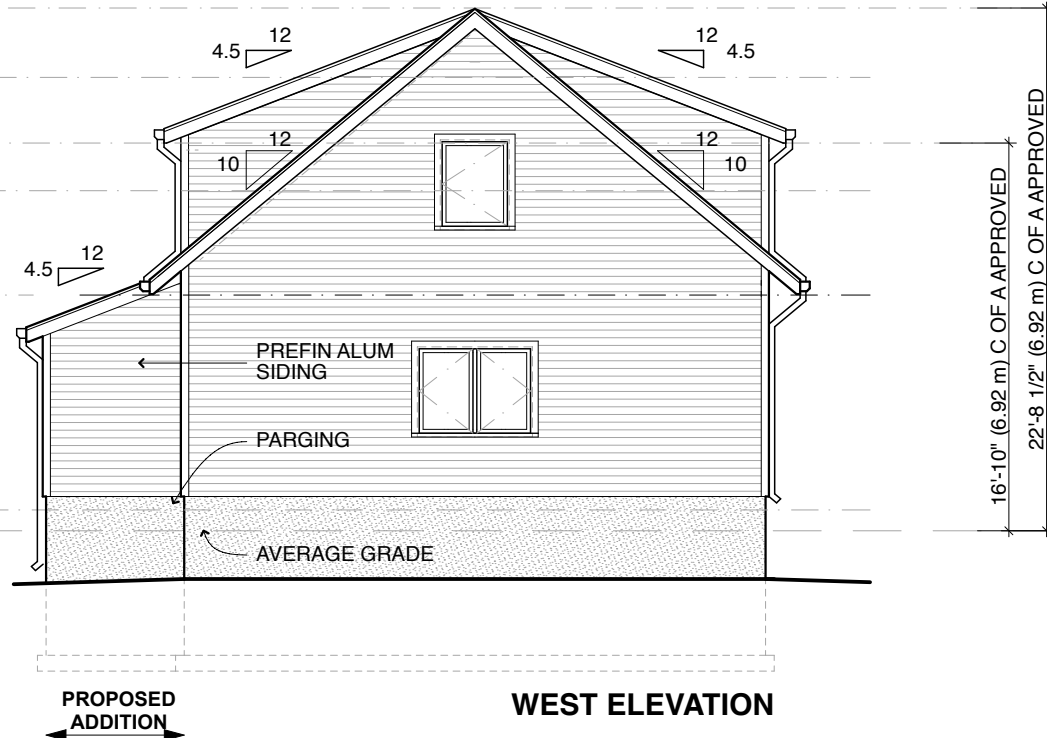 12
4.5
12
4.5
12
10
12
10
12
4.5
PREFIN ALUM
SIDING
PARGING
AVERAGE GRADE
16'-10" (6.92 m) C OF A APPROVED
22'-8 1/2" (6.92 m) C OF A APPROVED
PROPOSED
ADDITION
WEST ELEVATION